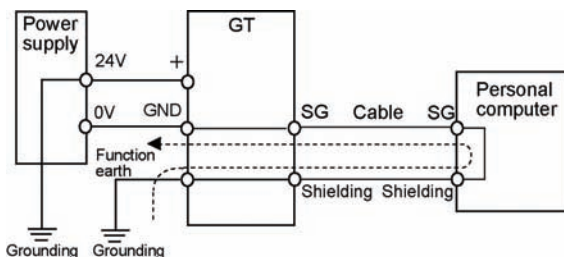 Power
supply
GT
24V
+
Personal
computer
0V
GND
SG
Cable
SG
Function
earth
Shielding
Shielding
Grounding
Grounding